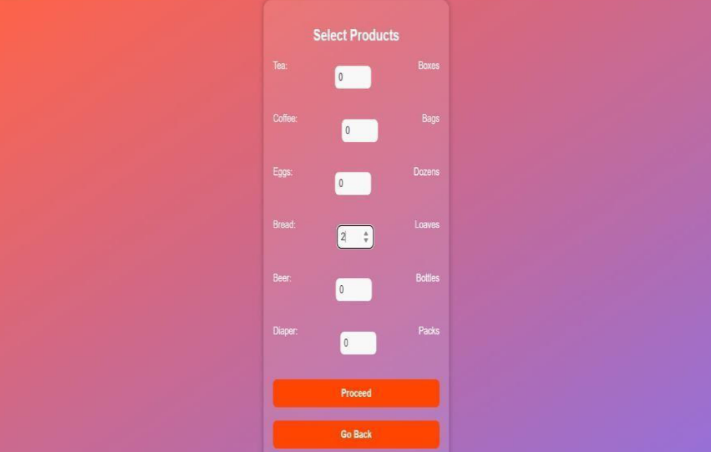 Select Products
Tea: 0 Boxes
Coffee: 0 Bags
Eggs: 0 Dozens
Bread: 2 Loaves
Beer: 0 Bottles
Diaper: 0 Packs
Proceed
Go Back